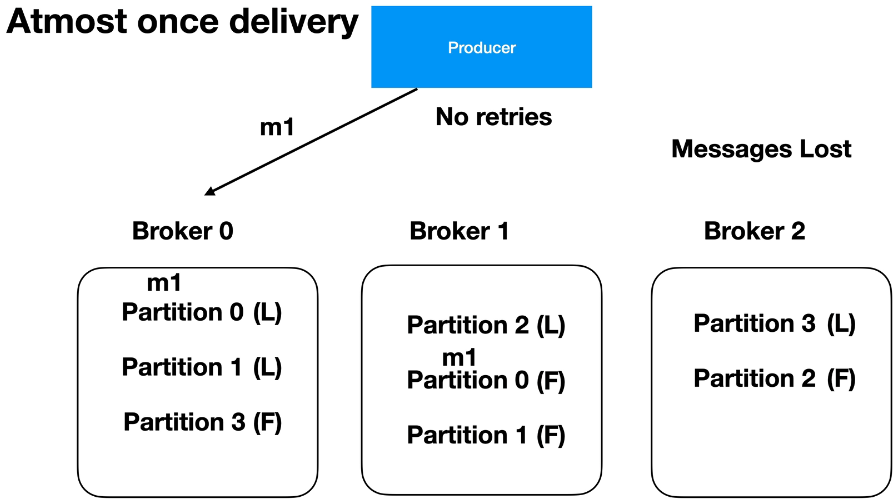 Atmost once delivery
Producer
No retries
m1
Messages Lost
Broker 0
Broker 1
Broker 2
m1
Partition 0 (L)
Partition 1 (L)
Partition 3 (F)
Partition 2 (L)
m1
Partition 0 (F)
Partition 1 (F)
Partition 3 (L)
Partition 2 (F)